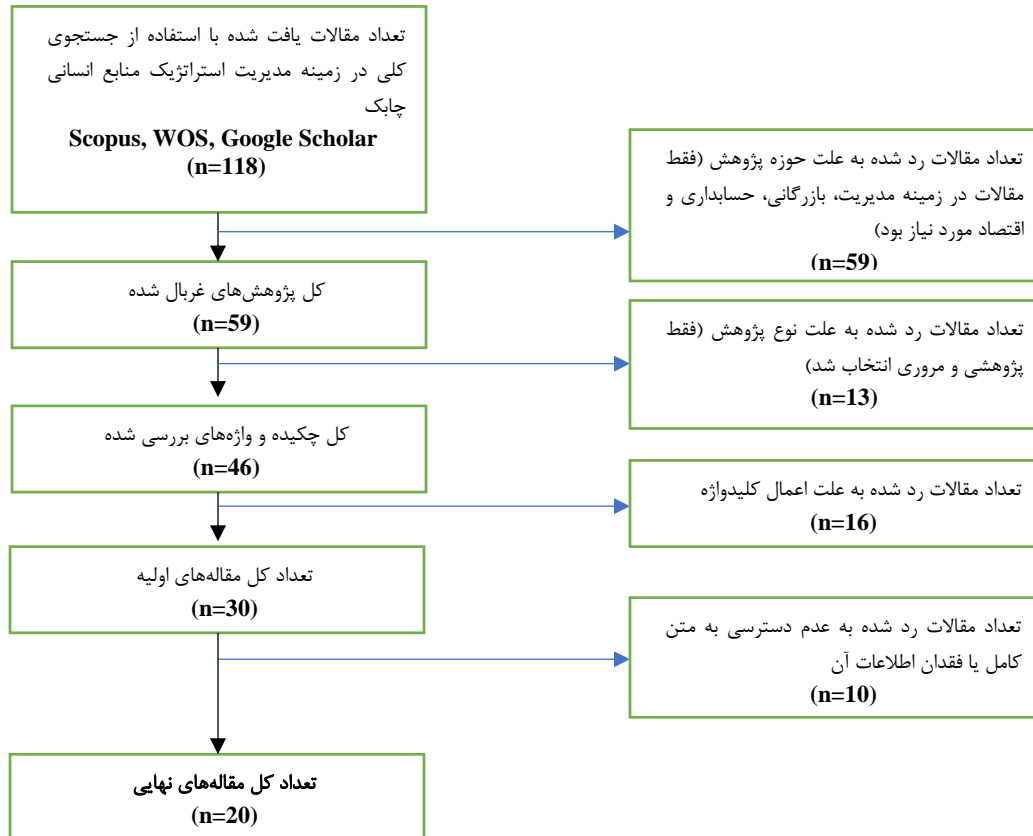 تعداد مقالات یافت شده با استفاده از جستجوی
کلی در زمینه مدیریت استراتژیک منابع انسانی
چابک
Scopus, WOS, Google Scholar
(n=118)
تعداد مقالات رد شده به علت حوزه پژوهش (فقط
مقالات در زمینه مدیریت، بازرگانی، حسابداری و
اقتصاد مورد نیاز بود)
(n=59)
کل پژوهش‌های غربال شده
(n=59)
تعداد مقالات رد شده به علت نوع پژوهش (فقط
پژوهشی و مروری انتخاب شد)
(n=13)
کل چکیده و واژه‌های بررسی شده
(n=46)
تعداد مقالات رد شده به علت اعمال کلیدواژه
(n=16)
تعداد کل مقاله‌های اولیه
(n=30)
تعداد مقالات رد شده به عدم دسترسی به متن
کامل یا فقدان اطلاعات آن
(n=10)
تعداد کل مقاله‌های نهایی
(n=20)